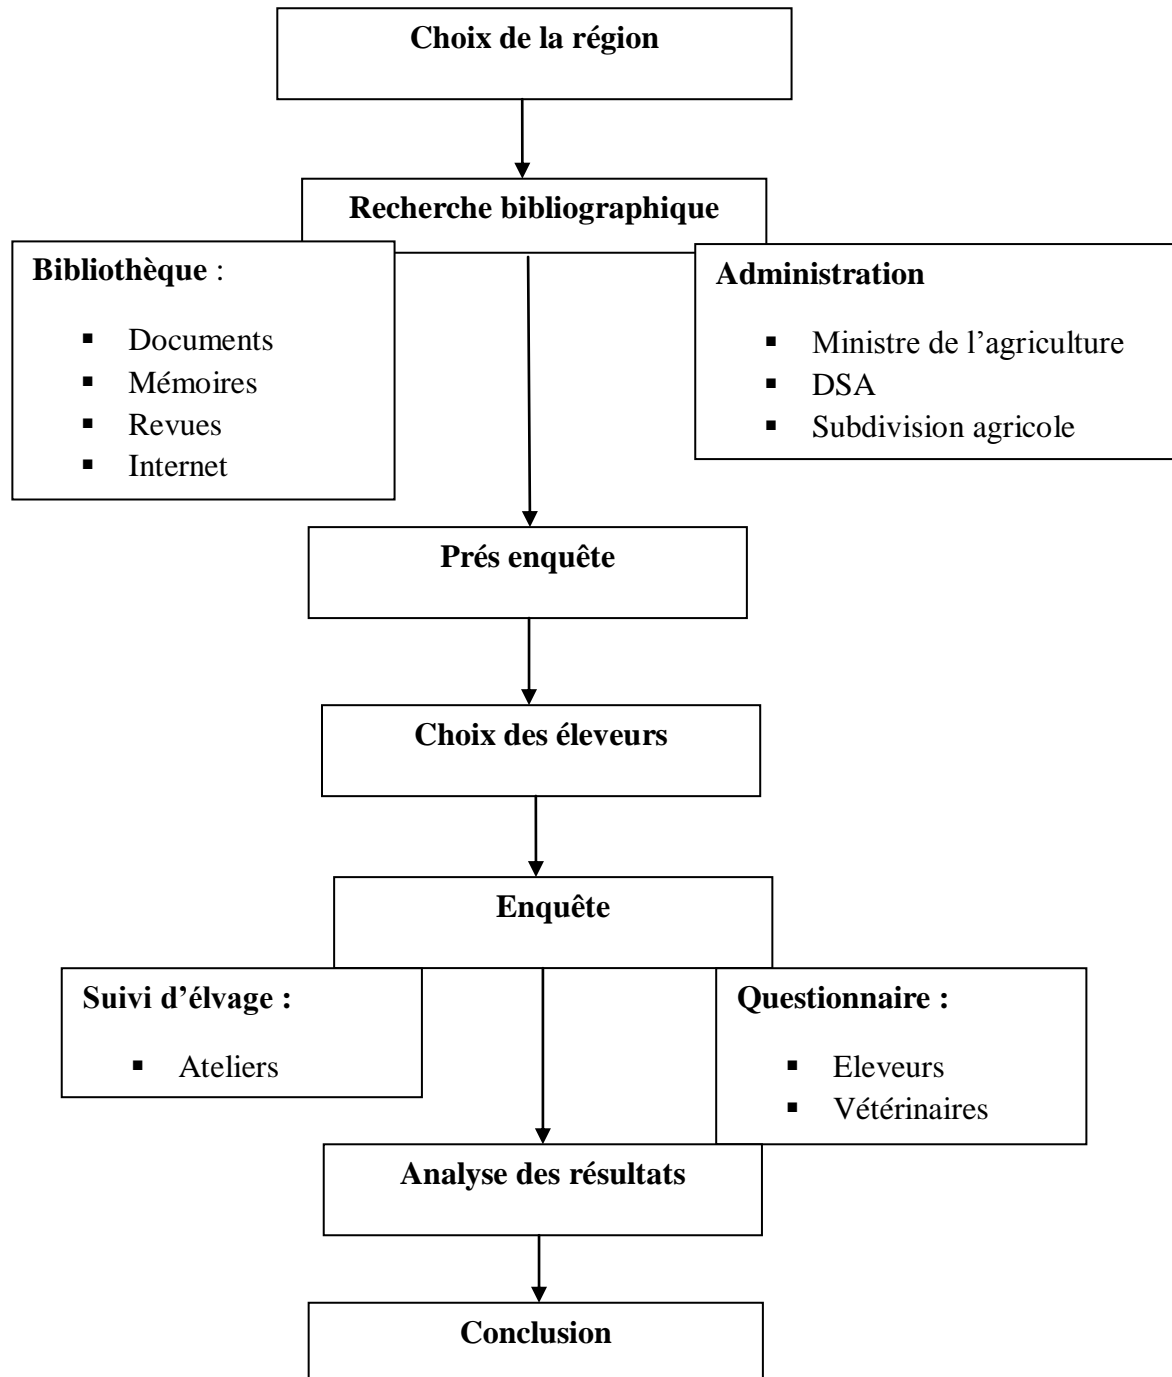 Choix de la région
Recherche bibliographique
Bibliothèque :
▪ Documents
▪ Mémoires
▪ Revues
▪ Internet
Administration
▪ Ministre de l’agriculture
▪ DSA
▪ Subdivision agricole
Prés enquête
Choix des éleveurs
Enquête
Suivi d’élvage :
▪ Ateliers
Questionnaire :
▪ Eleveurs
▪ Vétérinaires
Analyse des résultats
Conclusion